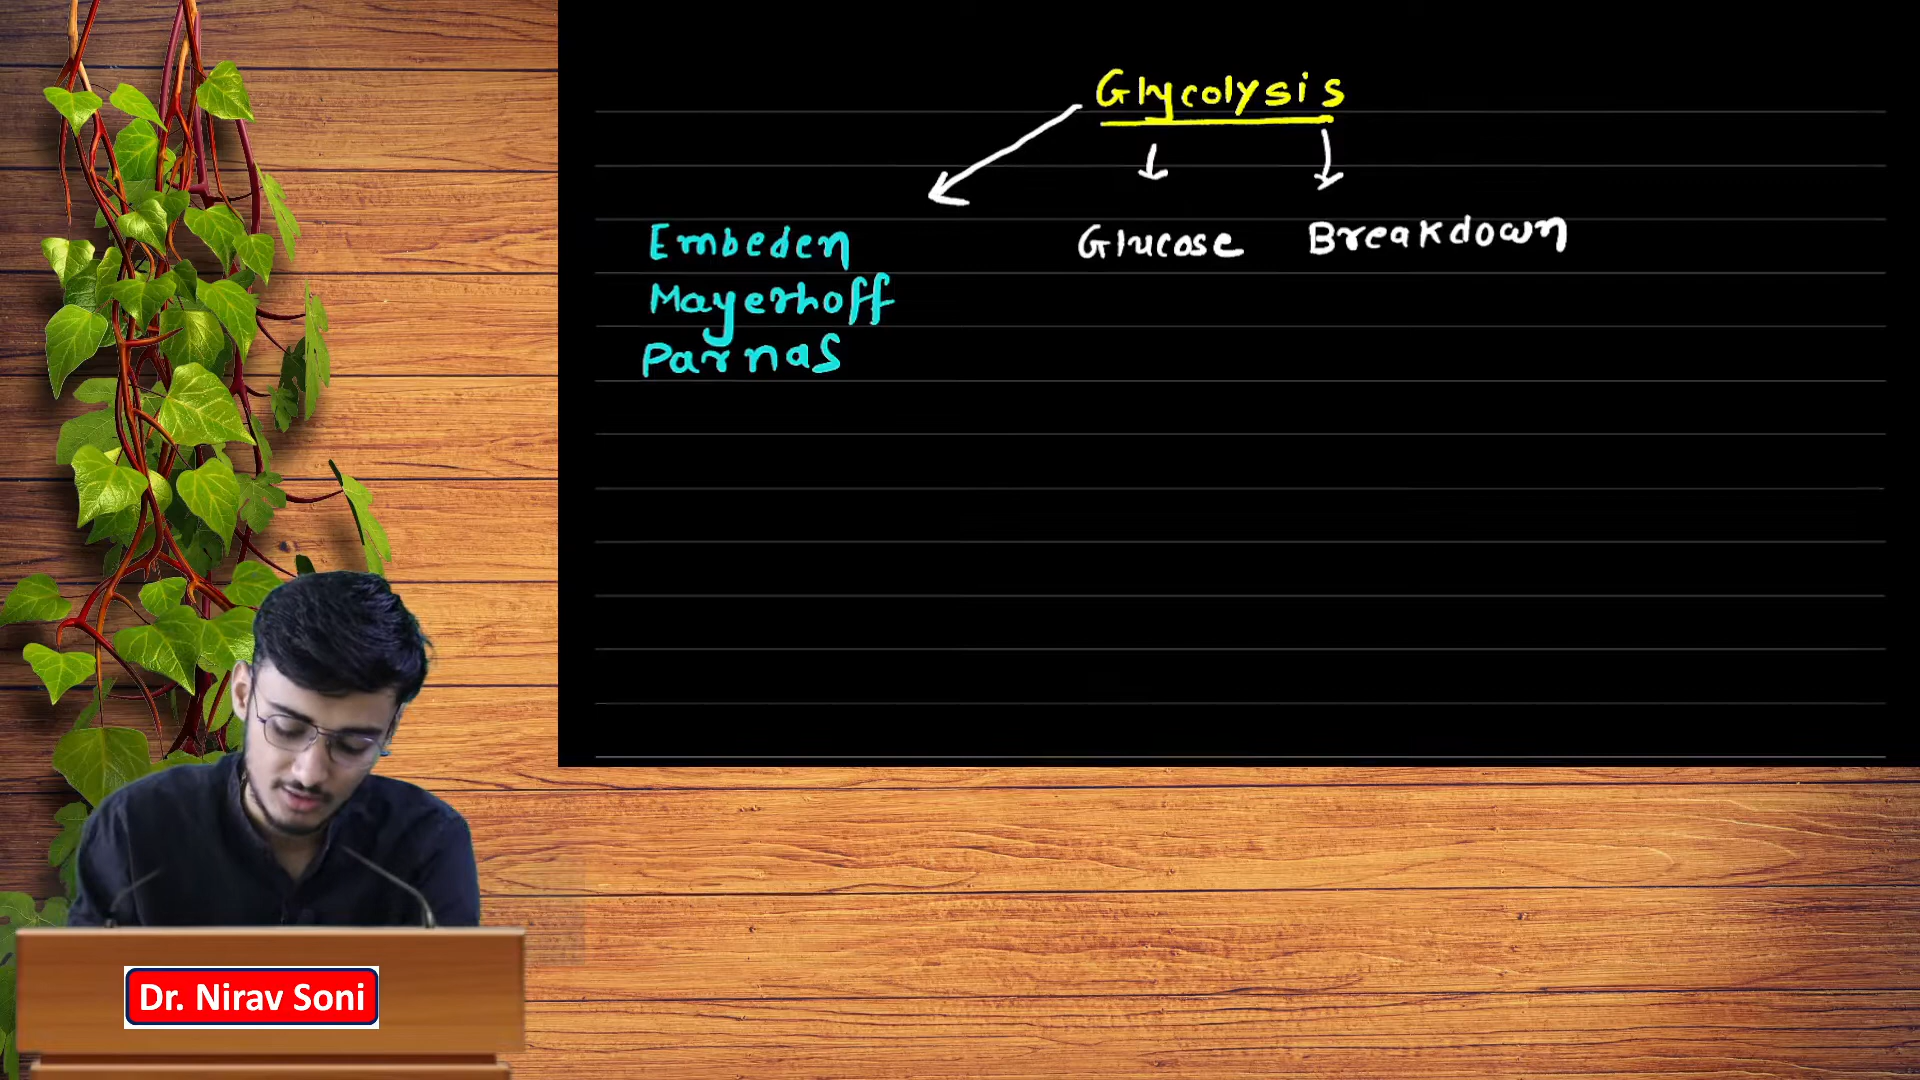 Glycolysis
Glucose Breakdown
Embeden
Mayerhoff
Parnas
Dr. Nirav Soni